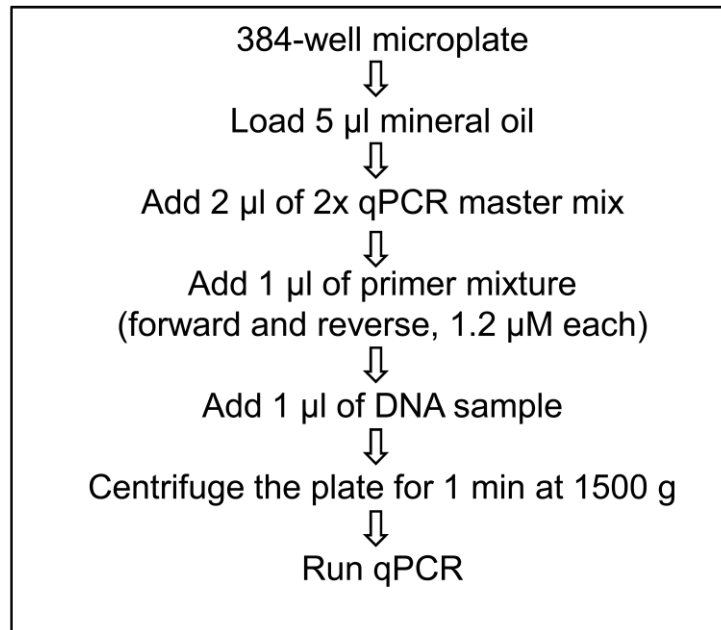 384-well microplate
Load 5 µl mineral oil
Add 2 µl of 2x qPCR master mix
Add 1 µl of primer mixture
(forward and reverse, 1.2 µM each)
Add 1 µl of DNA sample
Centrifuge the plate for 1 min at 1500 g
Run qPCR